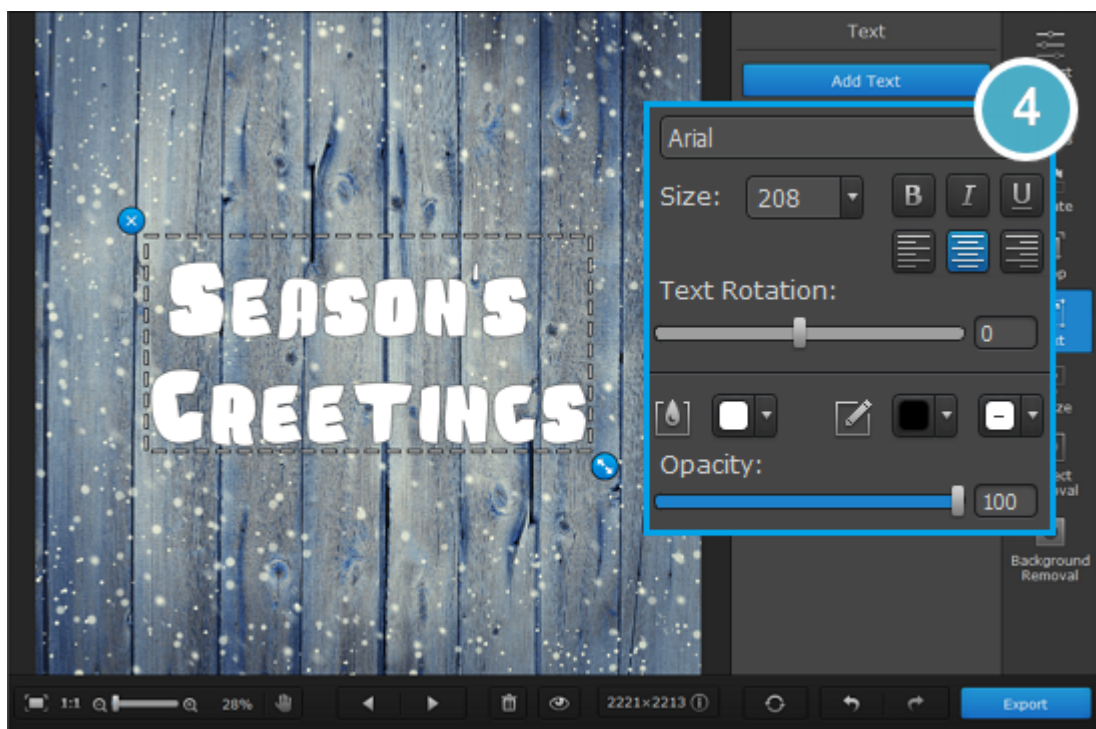 Text
Add Text
4
Arial
Size: 208 B I U
Text Rotation:
0
Opacity:
100
SEASON'S
GREETINGS
Background
Removal
1:1 28% 2221×2213 Export